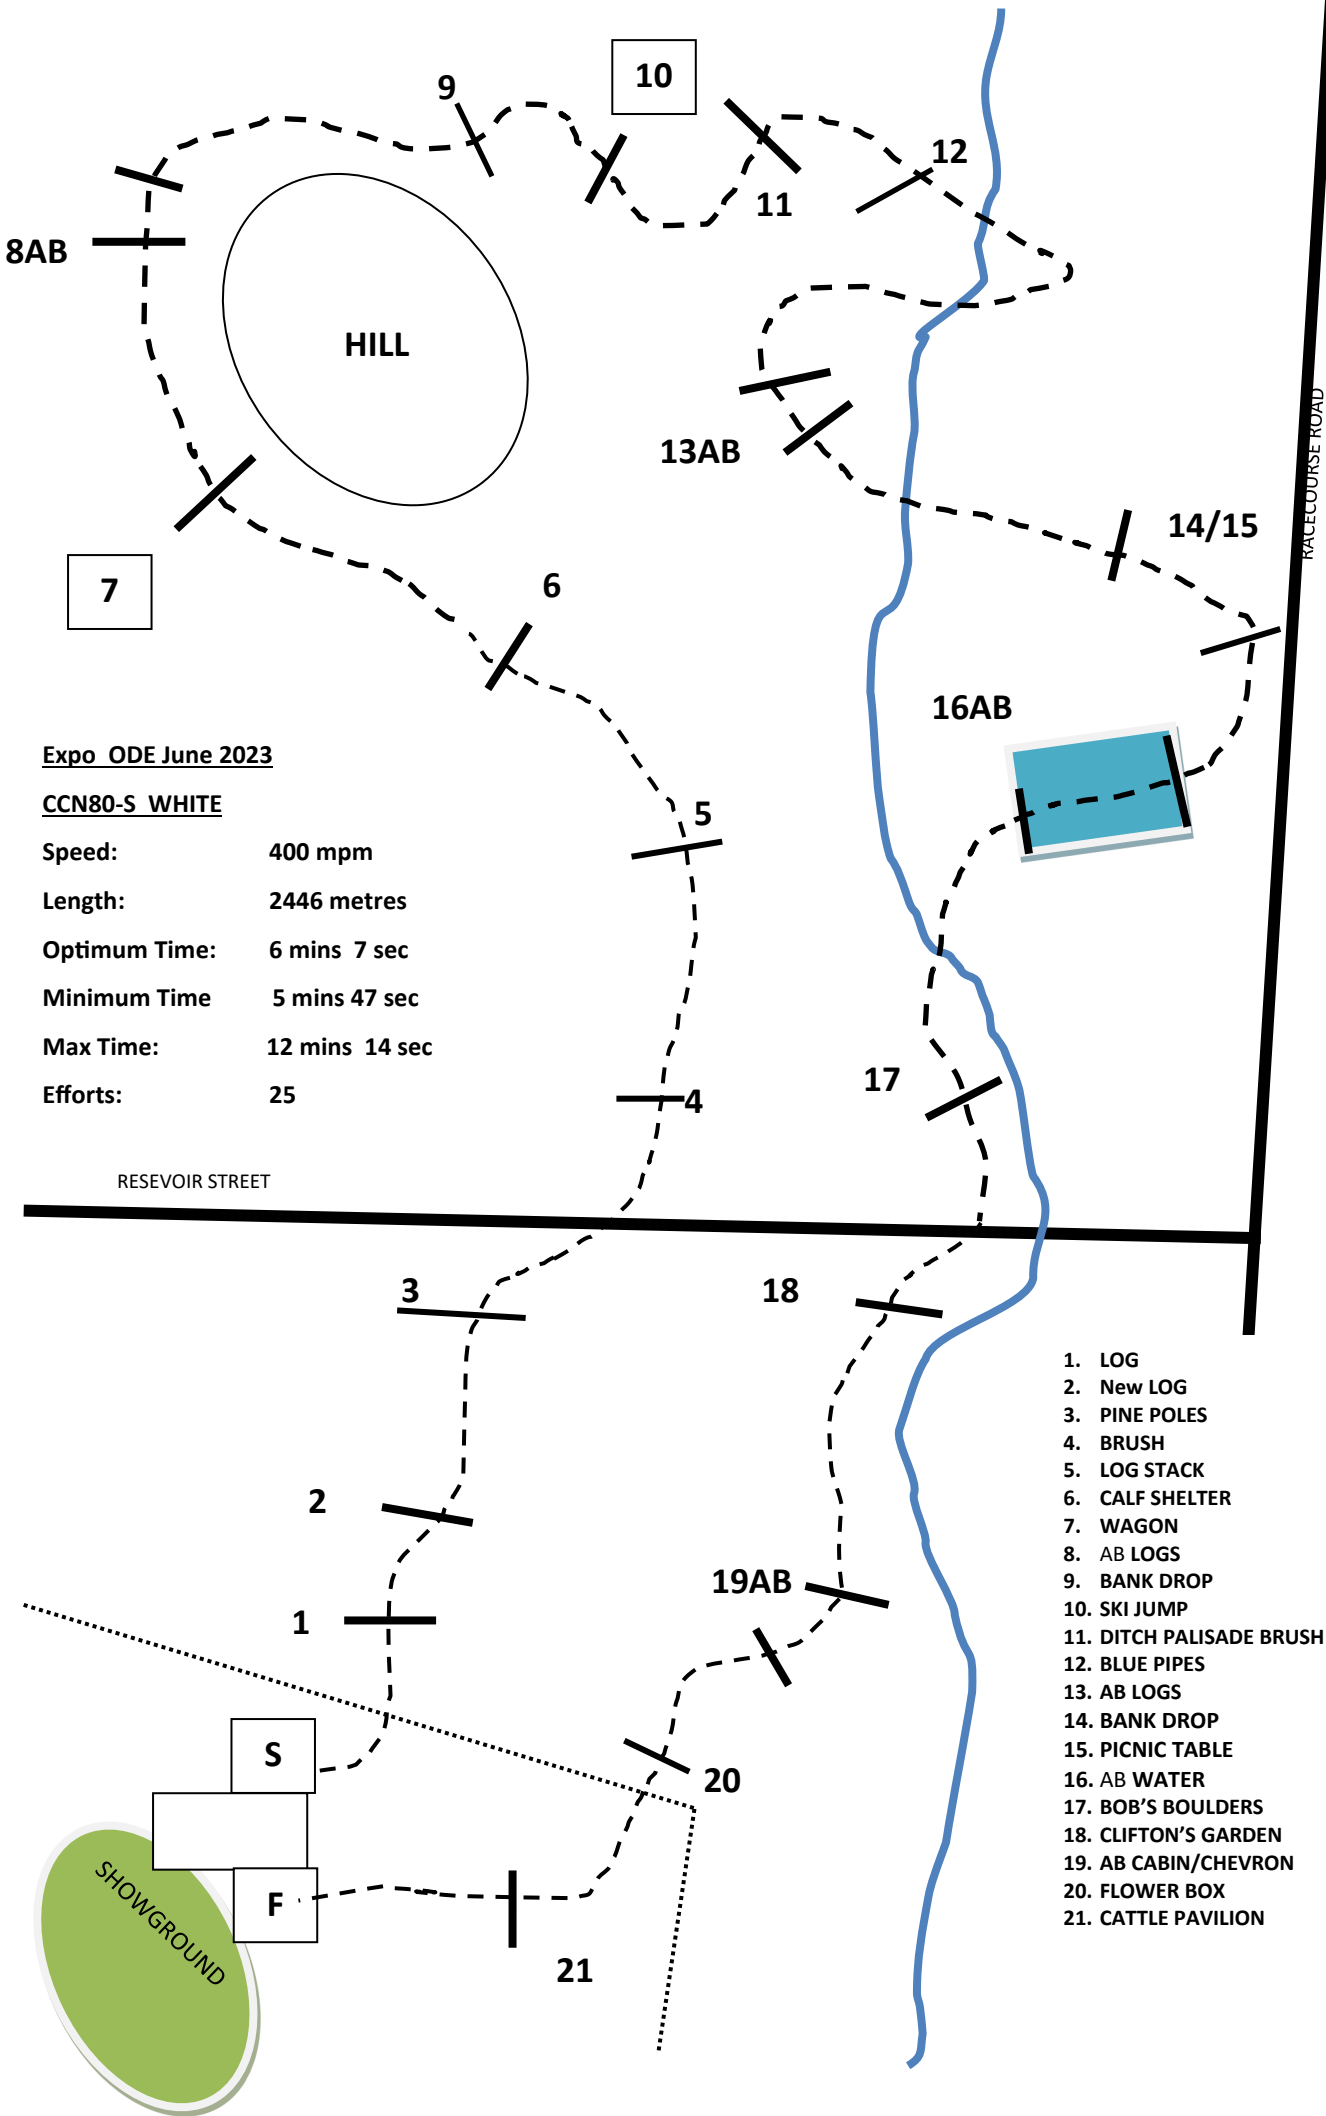 10
9
12
11
8AB
HILL
RACECOURSE ROAD
13AB
14/15
7
6
16AB
Expo ODE June 2023
CCN80-S WHITE
Speed: 400 mpm
Length: 2446 metres
Optimum Time: 6 mins 7 sec
Minimum Time 5 mins 47 sec
Max Time: 12 mins 14 sec
Efforts: 25
5
17
4
RESEVOIR STREET
3
18
2
19AB
1
S
20
F
SHOWGROUND
21
1. LOG
2. New LOG
3. PINE POLES
4. BRUSH
5. LOG STACK
6. CALF SHELTER
7. WAGON
8. AB LOGS
9. BANK DROP
10. SKI JUMP
11. DITCH PALISADE BRUSH
12. BLUE PIPES
13. AB LOGS
14. BANK DROP
15. PICNIC TABLE
16. AB WATER
17. BOB'S BOULDERS
18. CLIFTON'S GARDEN
19. AB CABIN/CHEVRON
20. FLOWER BOX
21. CATTLE PAVILION